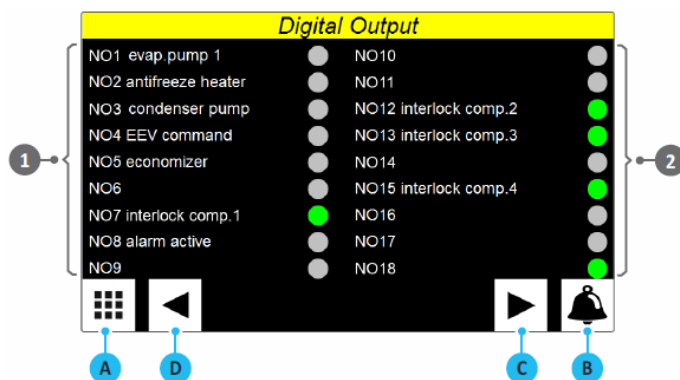 Digital Output
NO1 evap.pump 1
NO2 antifreeze heater
NO3 condenser pump
NO4 EEV command
NO5 economizer
NO6
NO7 interlock comp.1
NO8 alarm active
NO9
NO10
NO11
NO12 interlock comp.2
NO13 interlock comp.3
NO14
NO15 interlock comp.4
NO16
NO17
NO18
1
2
A
D
C
B